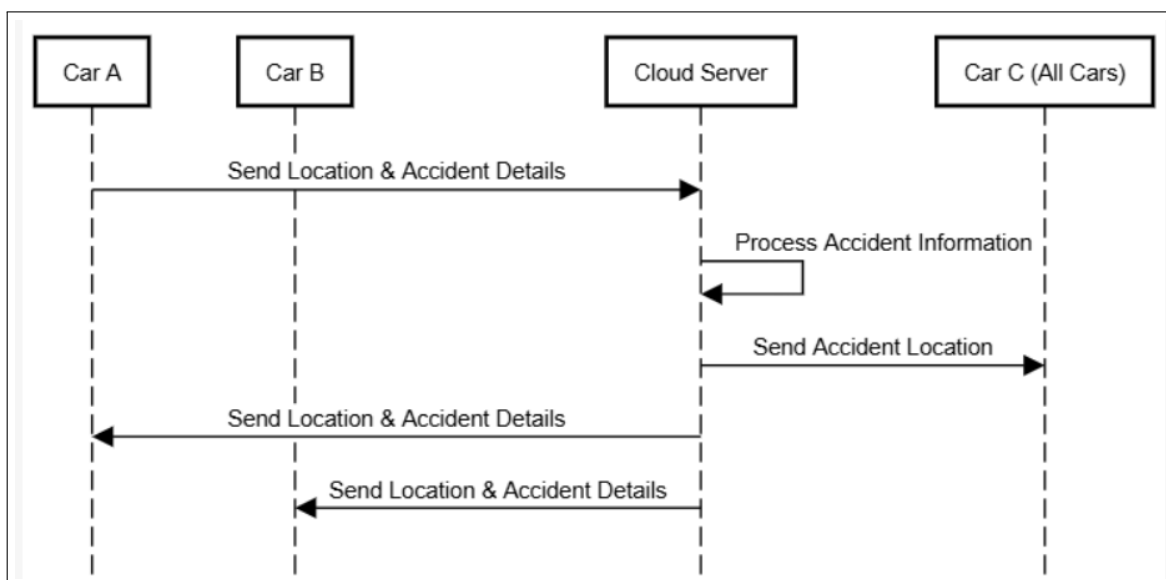 Car A
Car B
Cloud Server
Car C (All Cars)
Send Location & Accident Details
Process Accident Information
Send Accident Location
Send Location & Accident Details
Send Location & Accident Details